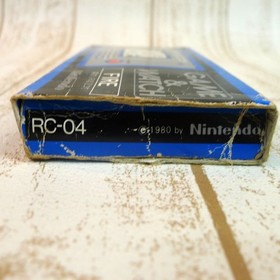 GAME
&
WATCH
FIRE
RC-04
© 1980 by Nintendo